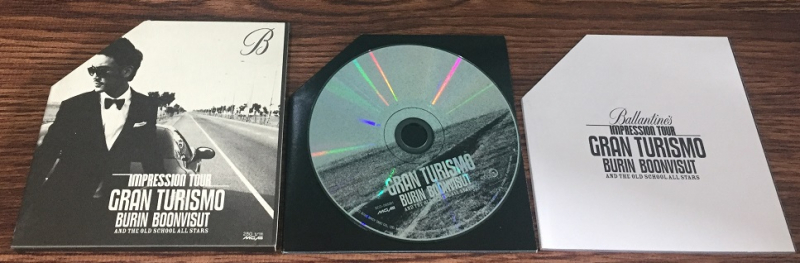 B
IMPRESSION TOUR
GRAN TURISMO
BURIN BOONVISUT
AND THE OLD SCHOOL ALL STARS
GRAN TURISMO
BURIN BOONVISUT
Ballantine's
IMPRESSION TOUR
GRAN TURISMO
BURIN BOONVISUT
AND THE OLD SCHOOL ALL STARS